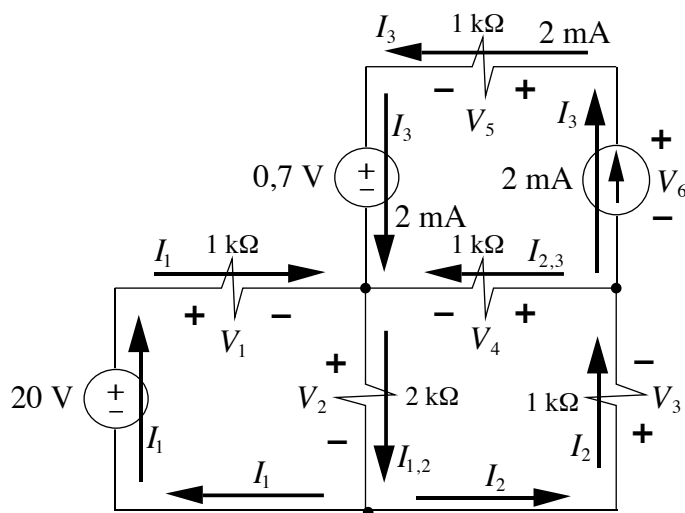 I3 1 kΩ 2 mA
− +
V5
I3 I3
0,7 V + − 2 mA + V6 −
2 mA
I1 1 kΩ 1 kΩ I2,3
+ − − +
V1 V4
+ −
20 V + − V2 2 kΩ 1 kΩ V3
I1 − I1,2 I2 +
I1 I2